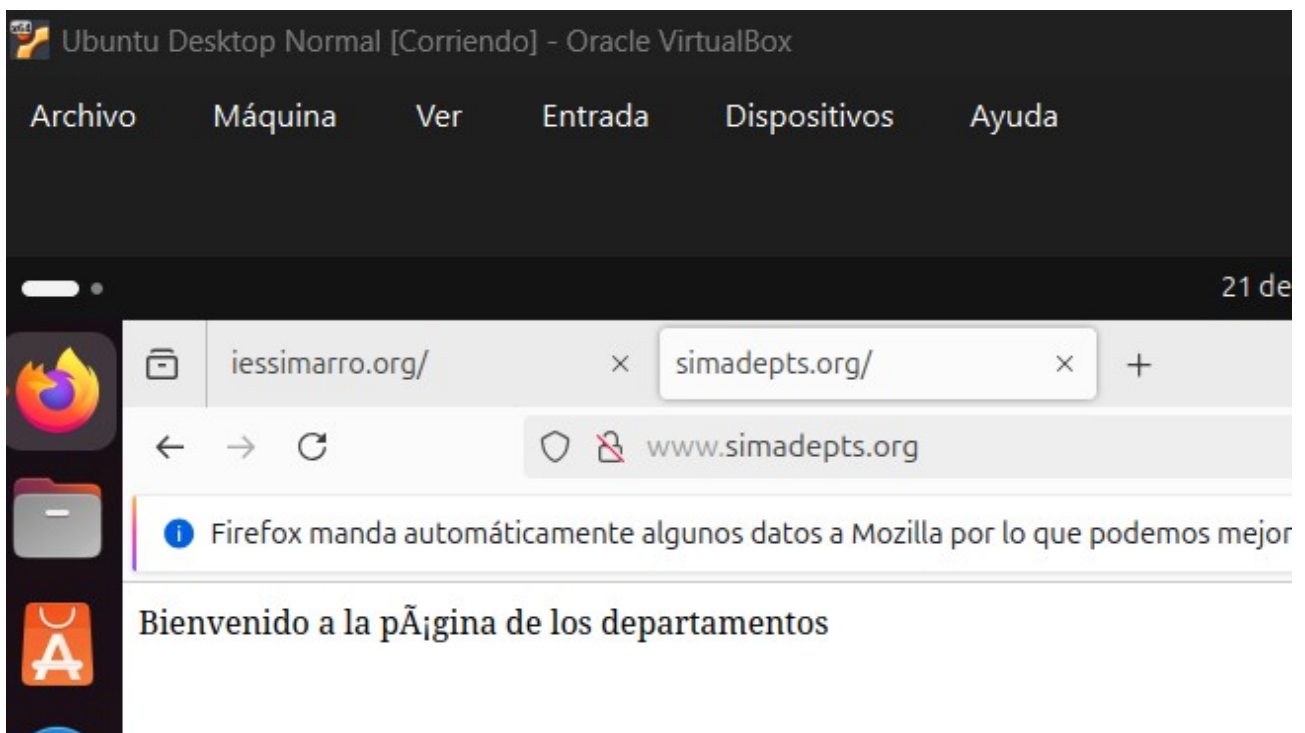 Ubuntu Desktop Normal [Corriendo] - Oracle VirtualBox
Archivo Máquina Ver Entrada Dispositivos Ayuda
21 de
iessimarro.org/ simadepts.org/
www.simadepts.org
Firefox manda automáticamente algunos datos a Mozilla por lo que podemos mejor
Bienvenido a la pÃ¡gina de los departamentos